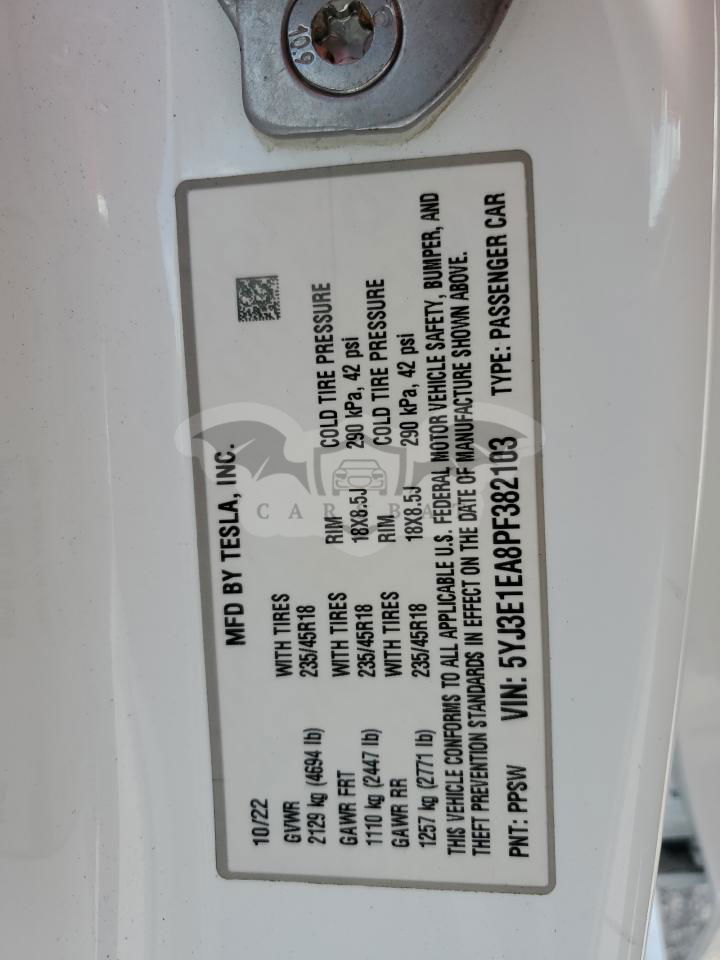 10.9
MFD BY TESLA, INC.
10/22
GVWR WITH TIRES RIM COLD TIRE PRESSURE
2129 kg (4694 lb) 235/45R18 18X8.5J 290 kPa, 42 psi
GAWR FRT WITH TIRES RIM COLD TIRE PRESSURE
1110 kg (2447 lb) 235/45R18 18X8.5J 290 kPa, 42 psi
GAWR RR WITH TIRES
1257 kg (2771 lb) 235/45R18
THIS VEHICLE CONFORMS TO ALL APPLICABLE U.S. FEDERAL MOTOR VEHICLE SAFETY, BUMPER, AND
THEFT PREVENTION STANDARDS IN EFFECT ON THE DATE OF MANUFACTURE SHOWN ABOVE.
PNT: PPSW VIN: 5YJ3E1EA8PF382103 TYPE: PASSENGER CAR